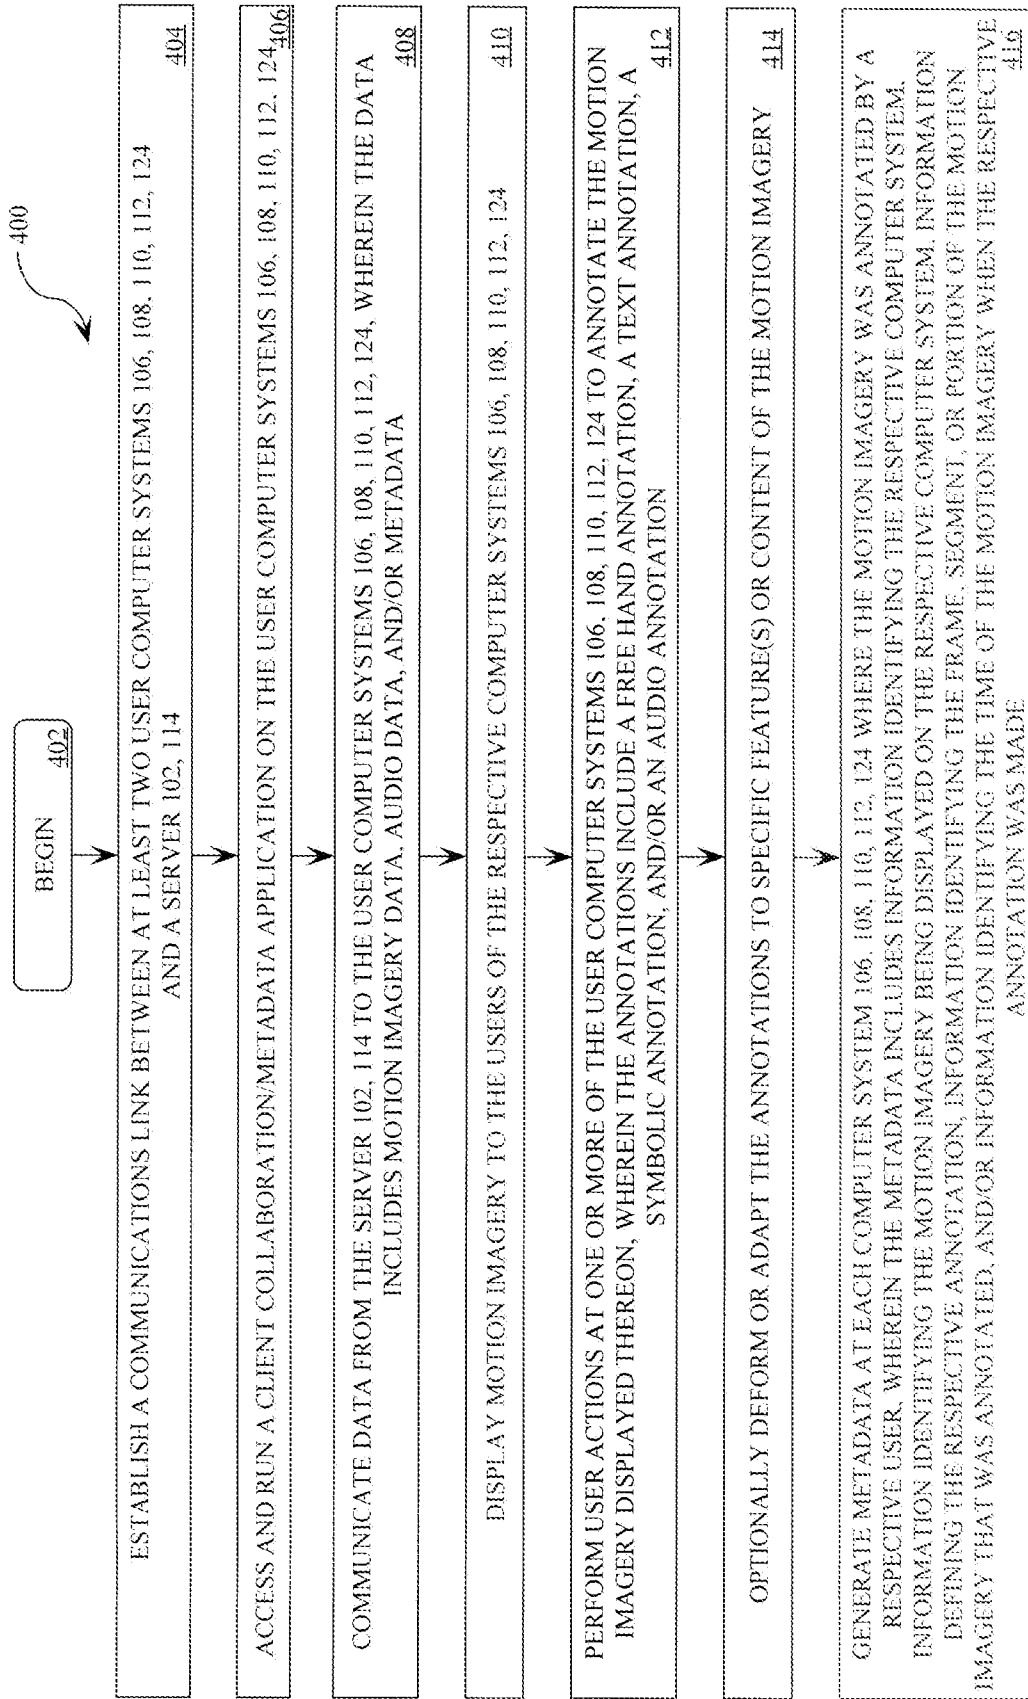 400
BEGIN
402
ESTABLISH A COMMUNICATIONS LINK BETWEEN AT LEAST TWO USER COMPUTER SYSTEMS 106, 108, 110, 112, 124
AND A SERVER 102, 114
404
ACCESS AND RUN A CLIENT COLLABORATION/METADATA APPLICATION ON THE USER COMPUTER SYSTEMS 106, 108, 110, 112, 124
406
COMMUNICATE DATA FROM THE SERVER 102, 114 TO THE USER COMPUTER SYSTEMS 106, 108, 110, 112, 124, WHEREIN THE DATA
INCLUDES MOTION IMAGERY DATA, AUDIO DATA, AND/OR METADATA
408
DISPLAY MOTION IMAGERY TO THE USERS OF THE RESPECTIVE COMPUTER SYSTEMS 106, 108, 110, 112, 124
410
PERFORM USER ACTIONS AT ONE OR MORE OF THE USER COMPUTER SYSTEMS 106, 108, 110, 112, 124 TO ANNOTATE THE MOTION
IMAGERY DISPLAYED THEREON, WHEREIN THE ANNOTATIONS INCLUDE A FREE HAND ANNOTATION, A TEXT ANNOTATION, A
SYMBOLIC ANNOTATION, AND/OR AN AUDIO ANNOTATION
412
OPTIONALLY DEFORM OR ADAPT THE ANNOTATIONS TO SPECIFIC FEATURE(S) OR CONTENT OF THE MOTION IMAGERY
414
GENERATE METADATA AT EACH COMPUTER SYSTEM 106, 108, 110, 112, 124 WHERE THE MOTION IMAGERY WAS ANNOTATED BY A
RESPECTIVE USER, WHEREIN THE METADATA INCLUDES INFORMATION IDENTIFYING THE RESPECTIVE COMPUTER SYSTEM,
INFORMATION IDENTIFYING THE MOTION IMAGERY BEING DISPLAYED ON THE RESPECTIVE COMPUTER SYSTEM, INFORMATION
DEFINING THE RESPECTIVE ANNOTATION, INFORMATION IDENTIFYING THE FRAME, SEGMENT, OR PORTION OF THE MOTION
IMAGERY THAT WAS ANNOTATED, AND/OR INFORMATION IDENTIFYING THE TIME OF THE MOTION IMAGERY WHEN THE RESPECTIVE
ANNOTATION WAS MADE
416